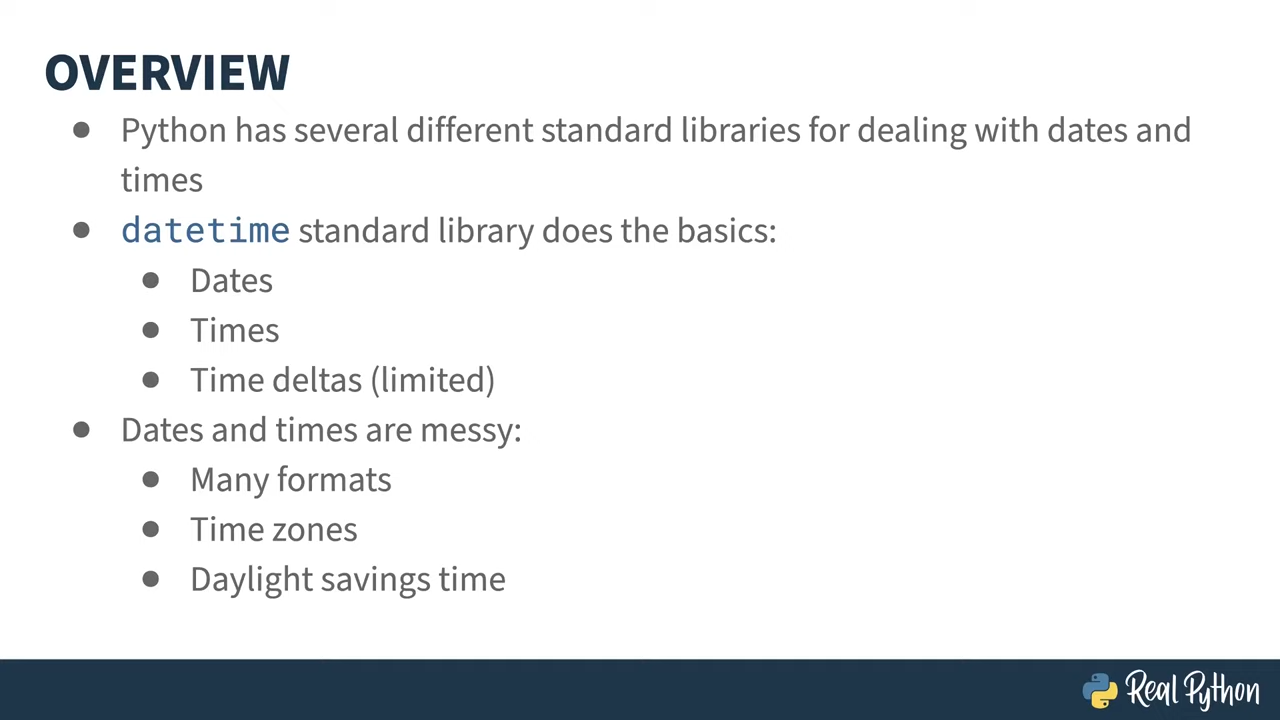 OVERVIEW
● Python has several different standard libraries for dealing with dates and
times
● datetime standard library does the basics:
● Dates
● Times
● Time deltas (limited)
● Dates and times are messy:
● Many formats
● Time zones
● Daylight savings time
Real Python